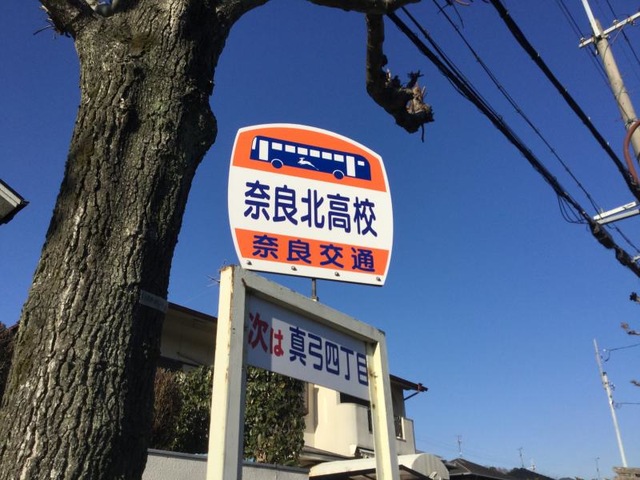 奈良北高校
奈良交通
次は 真弓四丁目